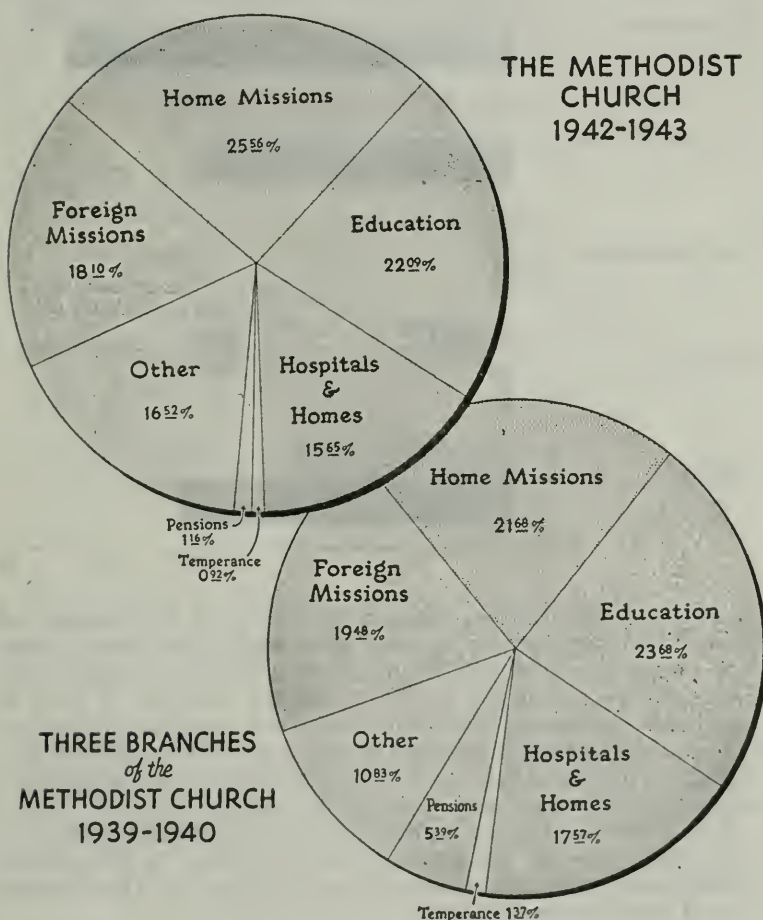 THE METHODIST
CHURCH
1942-1943
Home Missions
25 56%
Education
22 09%
Foreign
Missions
18 10%
Other
16 52%
Hospitals
&
Homes
15 65%
Pensions
1 16%
Temperance
0 92%
Home Missions
21 68%
Foreign
Missions
19 48%
Education
23 68%
Other
10 83%
Pensions
5 39%
Hospitals
&
Homes
17 57%
Temperance 1 37%
THREE BRANCHES
of the
METHODIST CHURCH
1939-1940